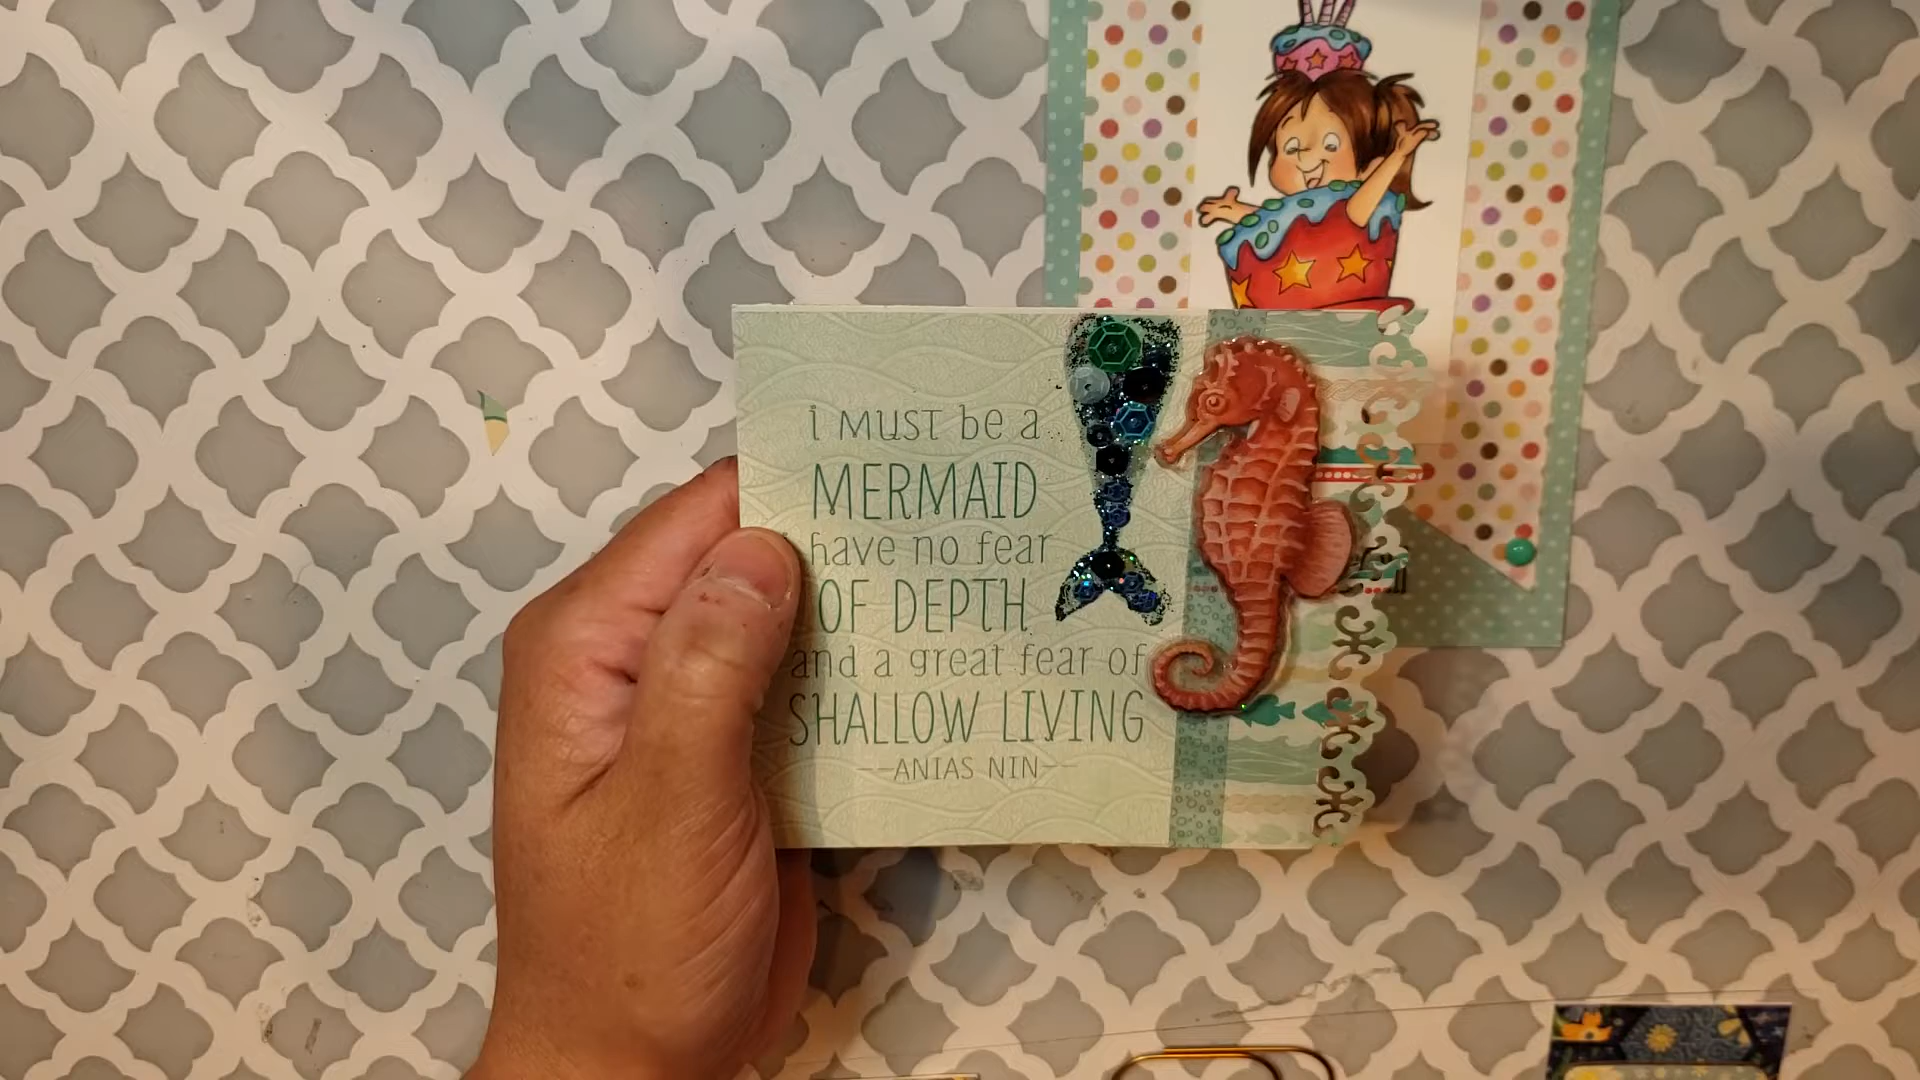 i MUST be a
MERMAID
i have no fear
OF DEPTH
and a great fear of
SHALLOW LIVING
—ANIAS NIN—